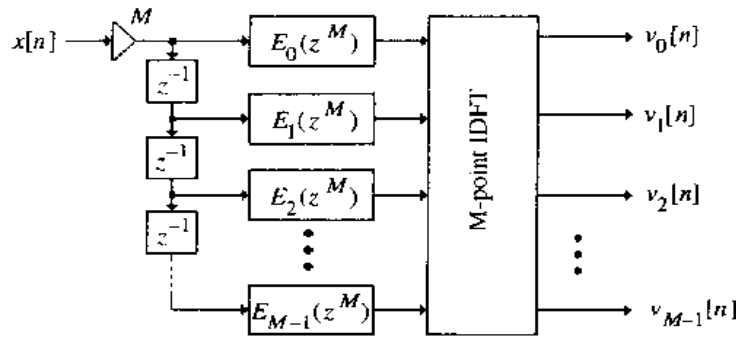 M
x[n]
E_0(z^M)
v_0[n]
z^{-1}
E_1(z^M)
v_1[n]
z^{-1}
E_2(z^M)
v_2[n]
z^{-1}
M-point IDFT
E_{M-1}(z^M)
v_{M-1}[n]